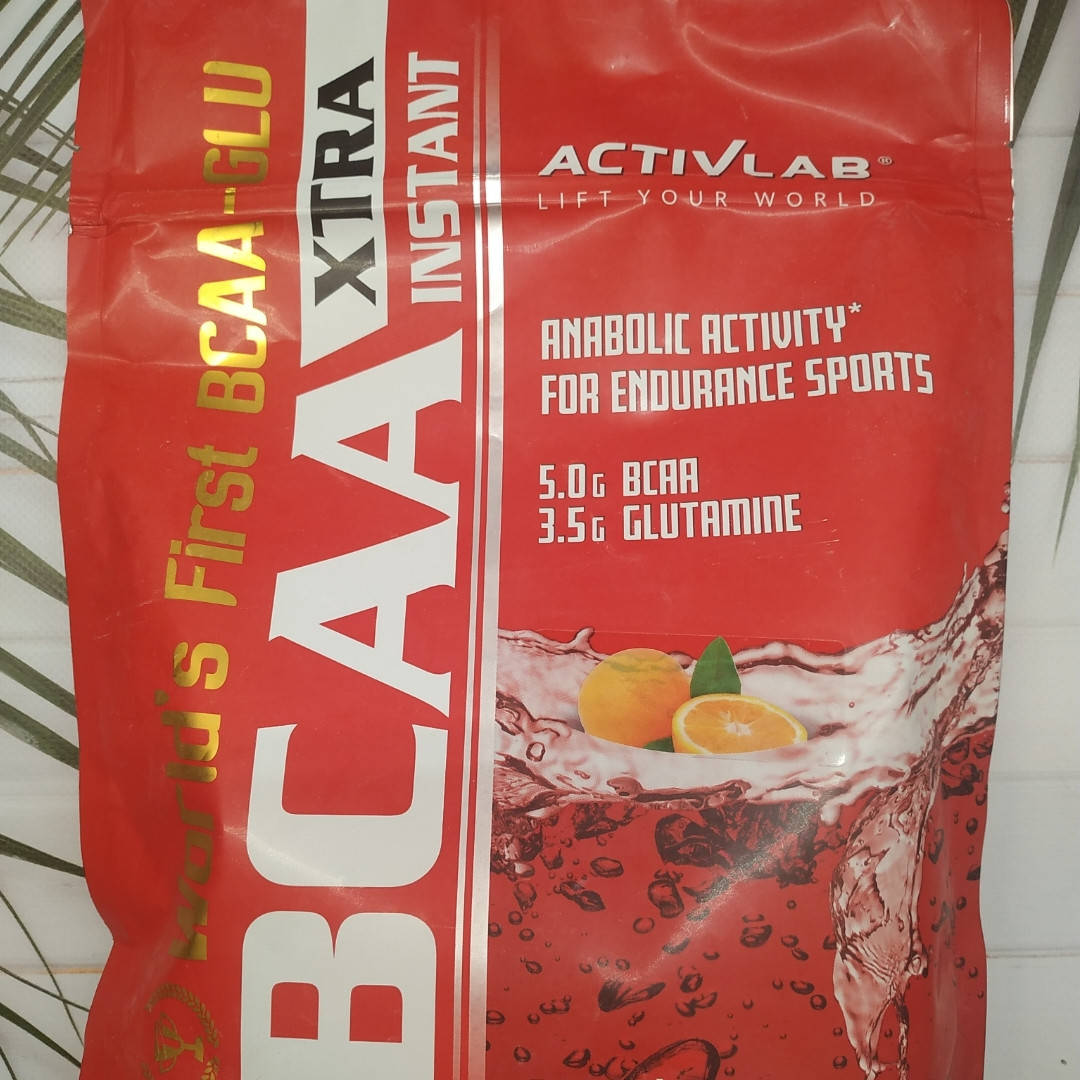 World's First BCAA-GLU
BCAA XTRA
INSTANT
ACTIVLAB®
LIFT YOUR WORLD
ANABOLIC ACTIVITY*
FOR ENDURANCE SPORTS
5.0G BCAA
3.5G GLUTAMINE